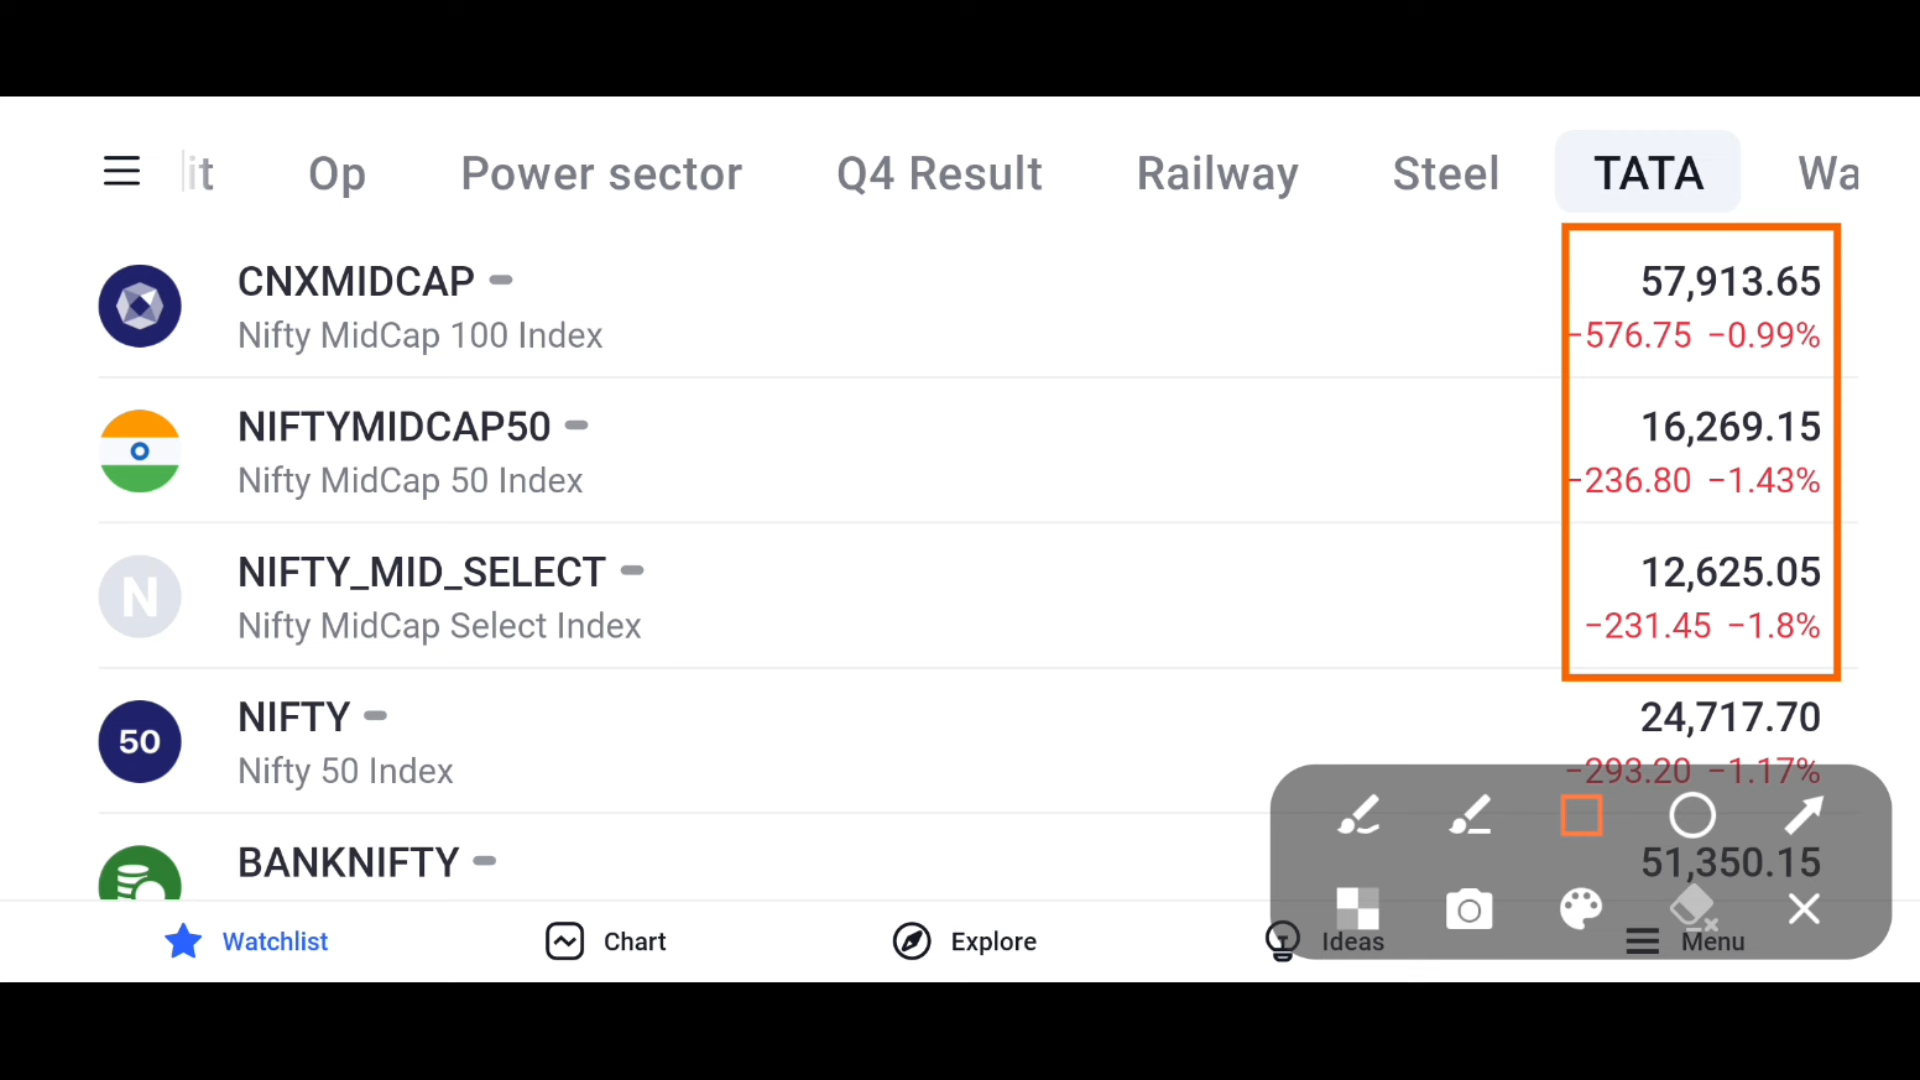 it Op Power sector Q4 Result Railway Steel TATA Wa
CNXMIDCAP 57,913.65
Nifty MidCap 100 Index −576.75 −0.99%
NIFTYMIDCAP50 16,269.15
Nifty MidCap 50 Index −236.80 −1.43%
N
NIFTY_MID_SELECT 12,625.05
Nifty MidCap Select Index −231.45 −1.8%
50
NIFTY 24,717.70
Nifty 50 Index −293.20 −1.17%
BANKNIFTY 51,350.15
Watchlist Chart Explore Ideas Menu